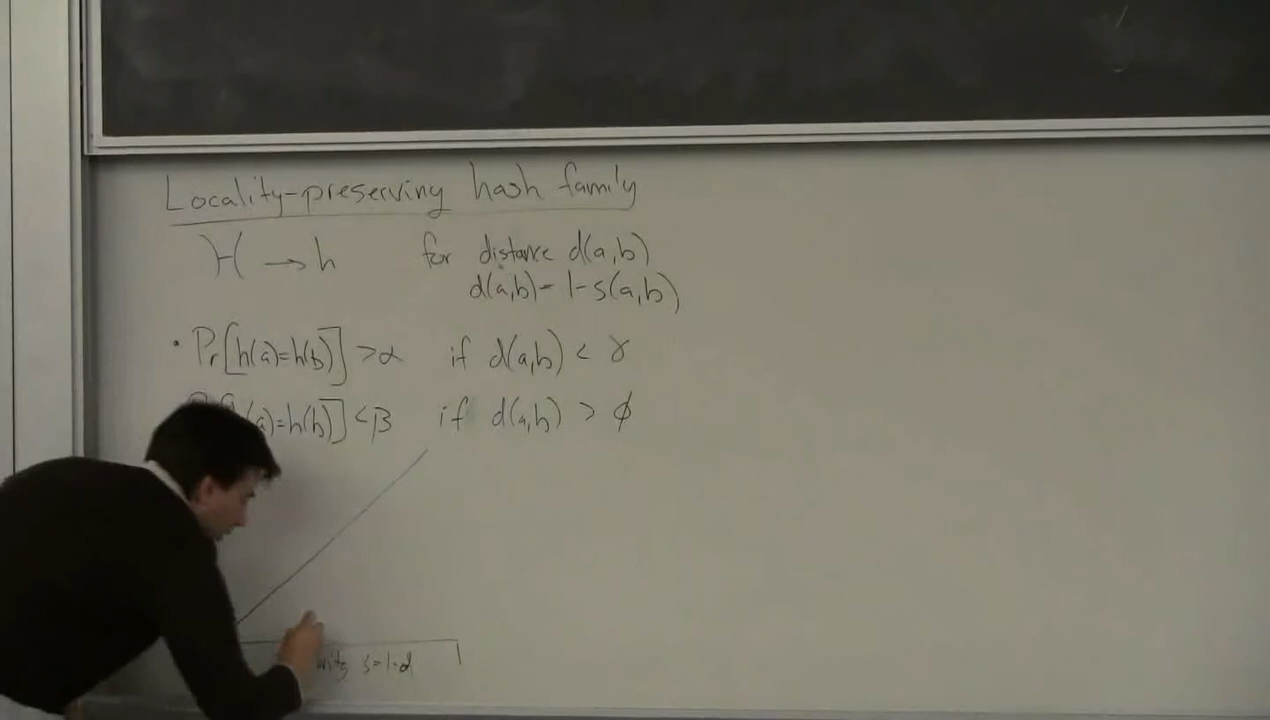 Locality-preserving hash family
H → h for distance d(a,b)
d(a,b) = 1-s(a,b)
• Pr[h(a)=h(b)] > α if d(a,b) < γ
(a)=h(b)] < β if d(a,b) > ϕ
s=1-d